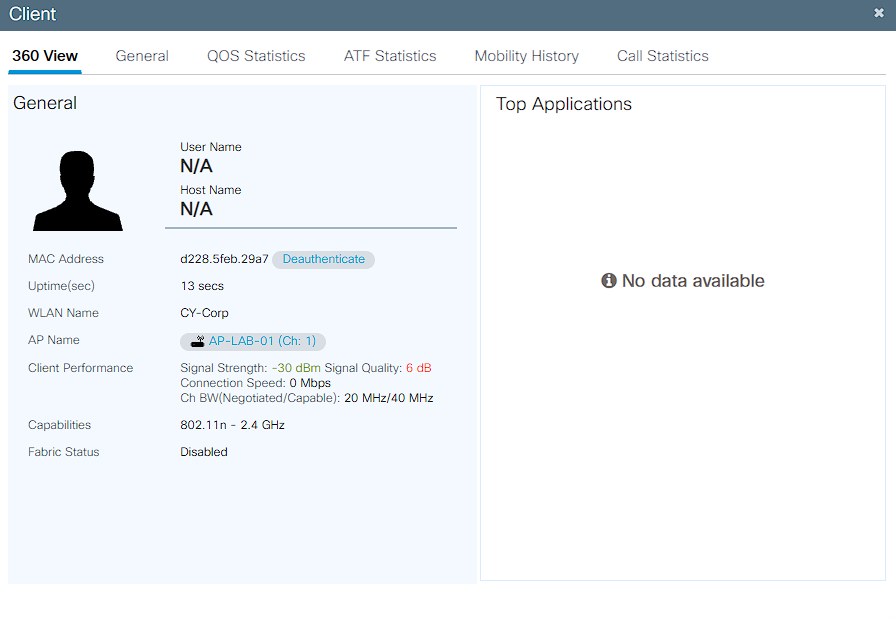 Client
360 View General QOS Statistics ATF Statistics Mobility History Call Statistics
General
User Name
N/A
Host Name
N/A
MAC Address d228.5feb.29a7 Deauthenticate
Uptime(sec) 13 secs
WLAN Name CY-Corp
AP Name AP-LAB-01 (Ch: 1)
Client Performance Signal Strength: -30 dBm Signal Quality: 6 dB
Connection Speed: 0 Mbps
Ch BW(Negotiated/Capable): 20 MHz/40 MHz
Capabilities 802.11n - 2.4 GHz
Fabric Status Disabled
Top Applications
No data available